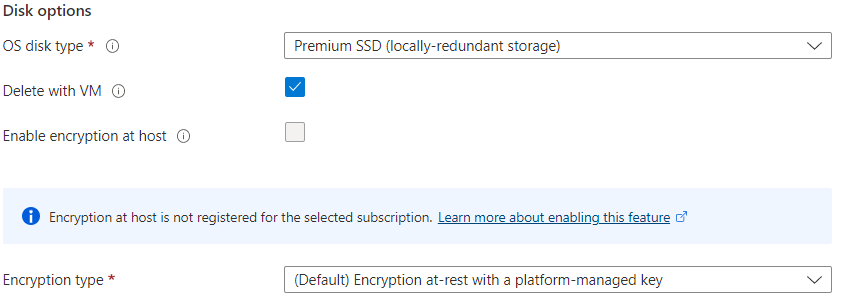 Disk options
OS disk type *
Premium SSD (locally-redundant storage)
Delete with VM
Enable encryption at host
Encryption at host is not registered for the selected subscription. Learn more about enabling this feature
Encryption type *
(Default) Encryption at-rest with a platform-managed key